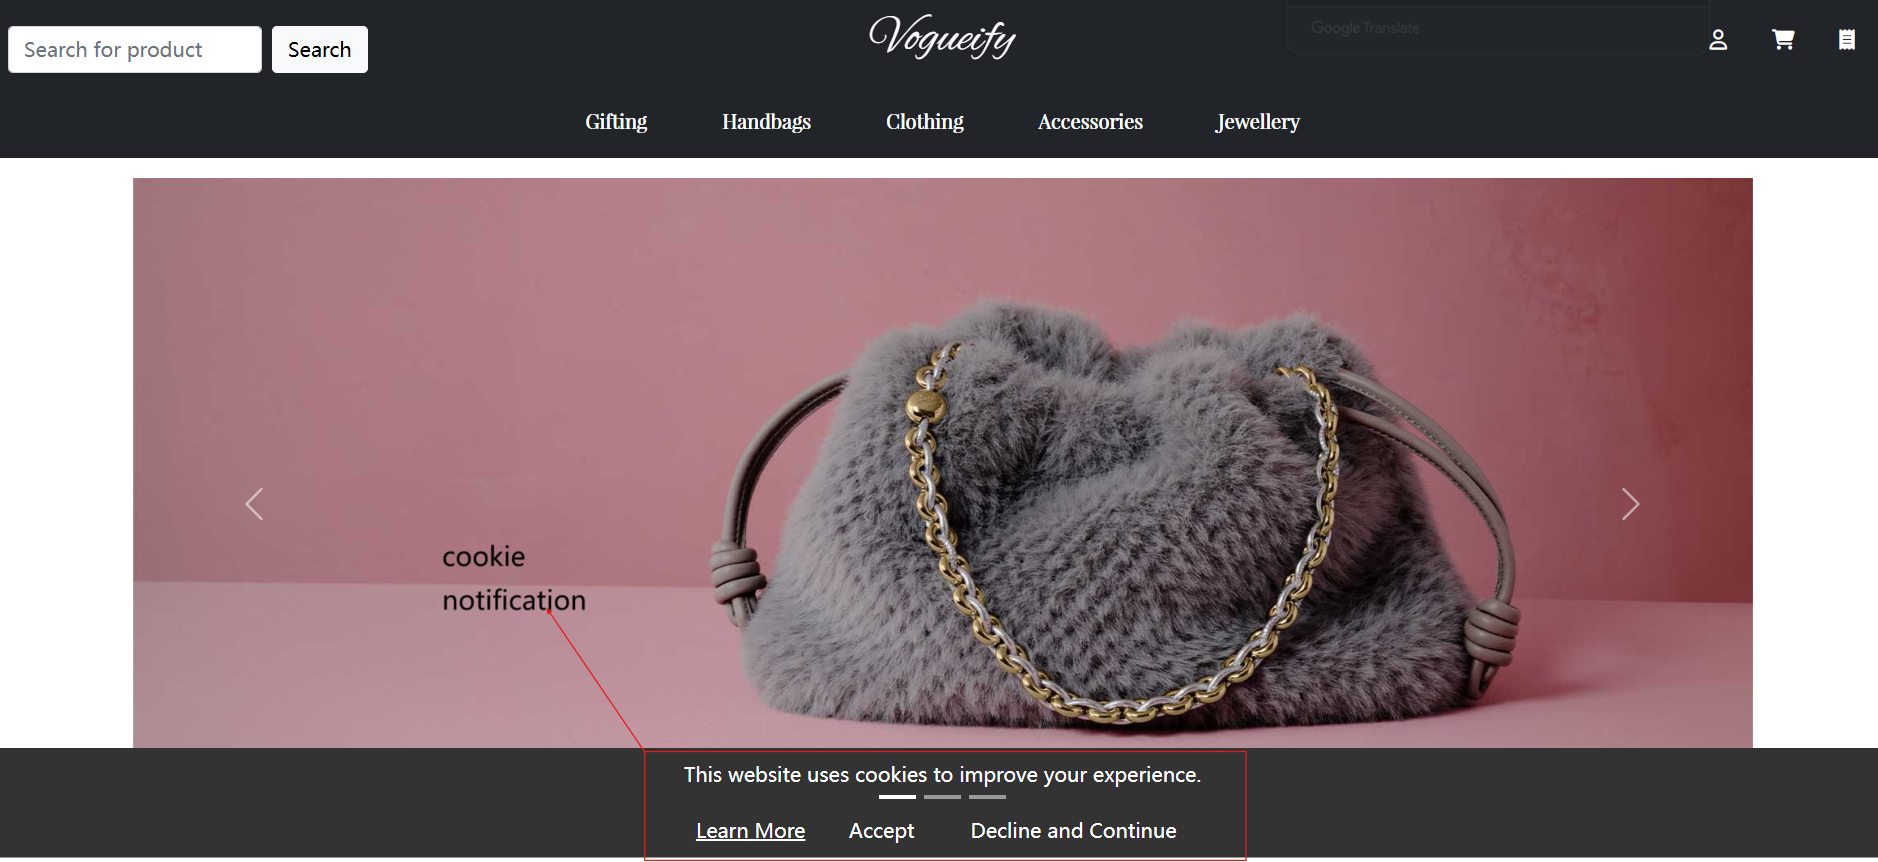 Search for product
Search
Vogueify
Google Translate
Gifting
Handbags
Clothing
Accessories
Jewellery
cookie
notification
This website uses cookies to improve your experience.
Learn More
Accept
Decline and Continue